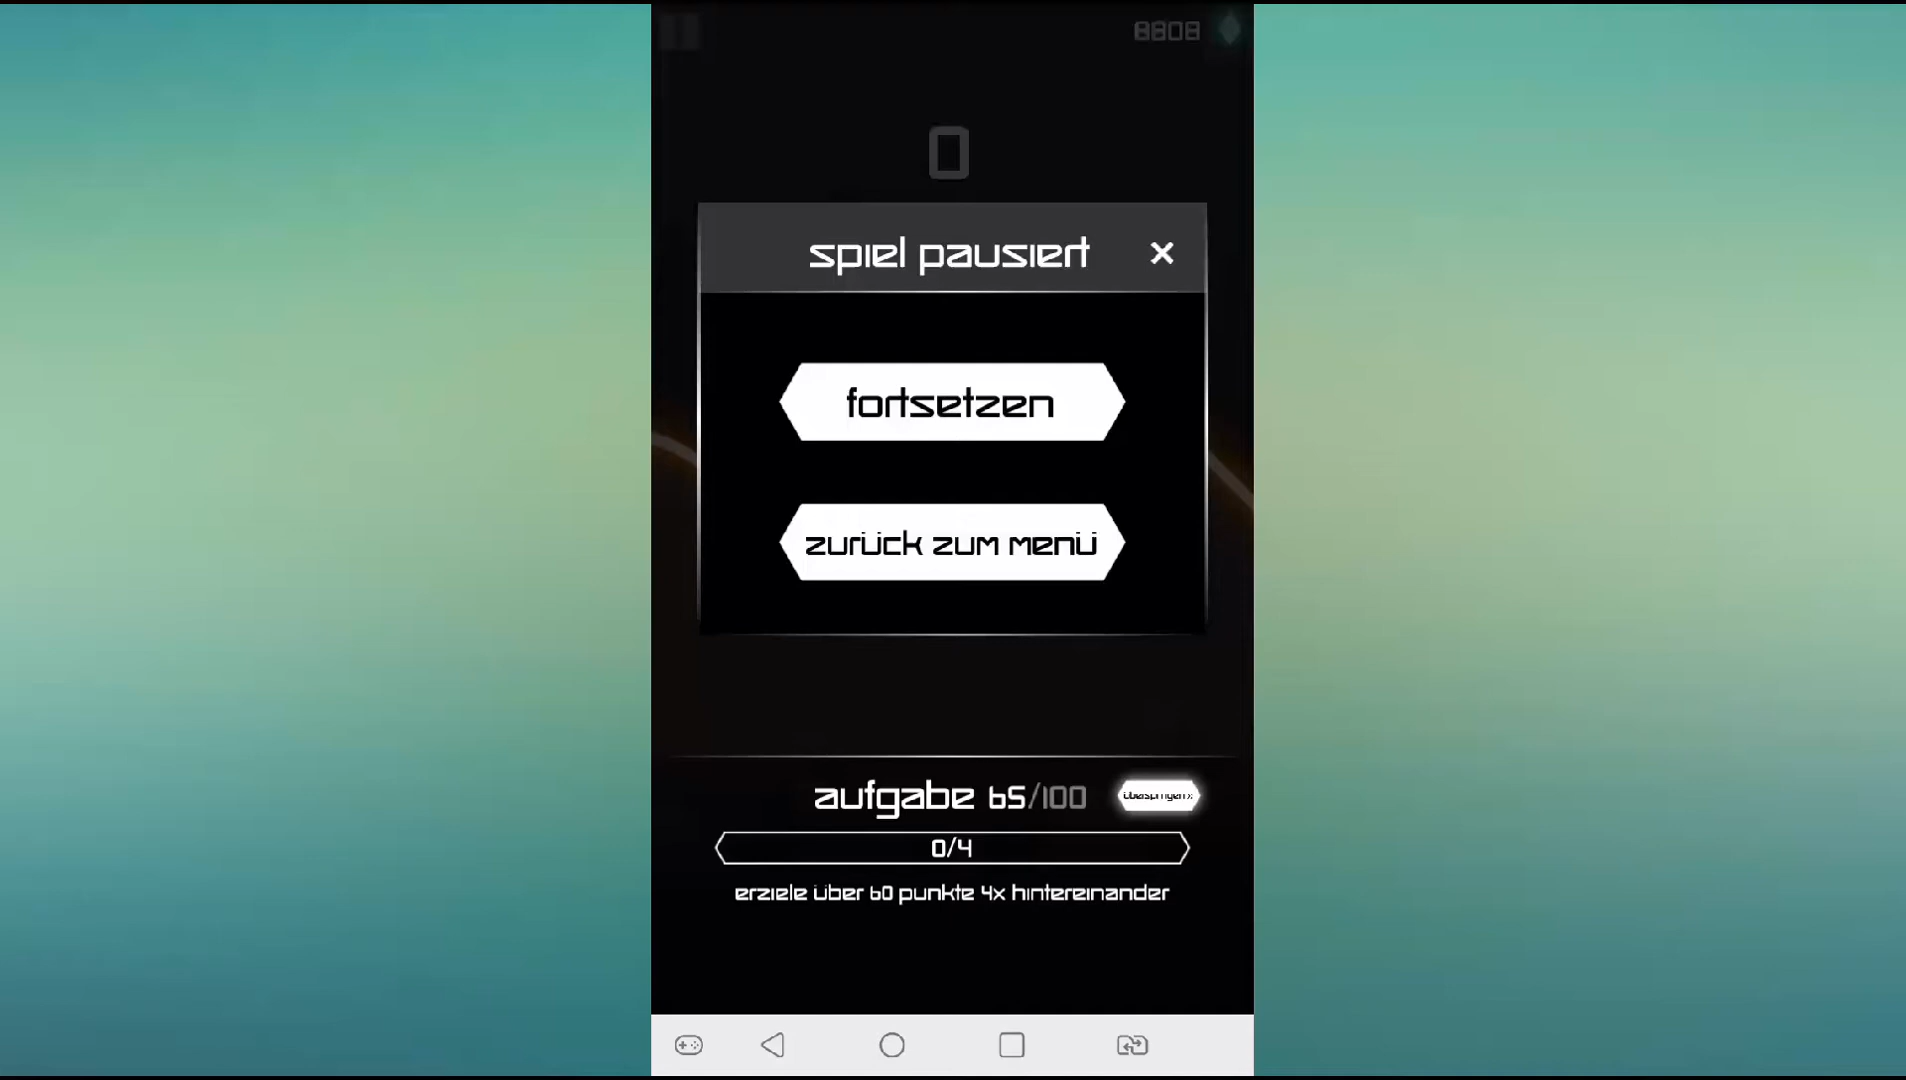 8808
0
spiel pausiert
fortsetzen
zurück zum menü
aufgabe 65/100
überspringen
0/4
erziele über 60 punkte 4x hintereinander